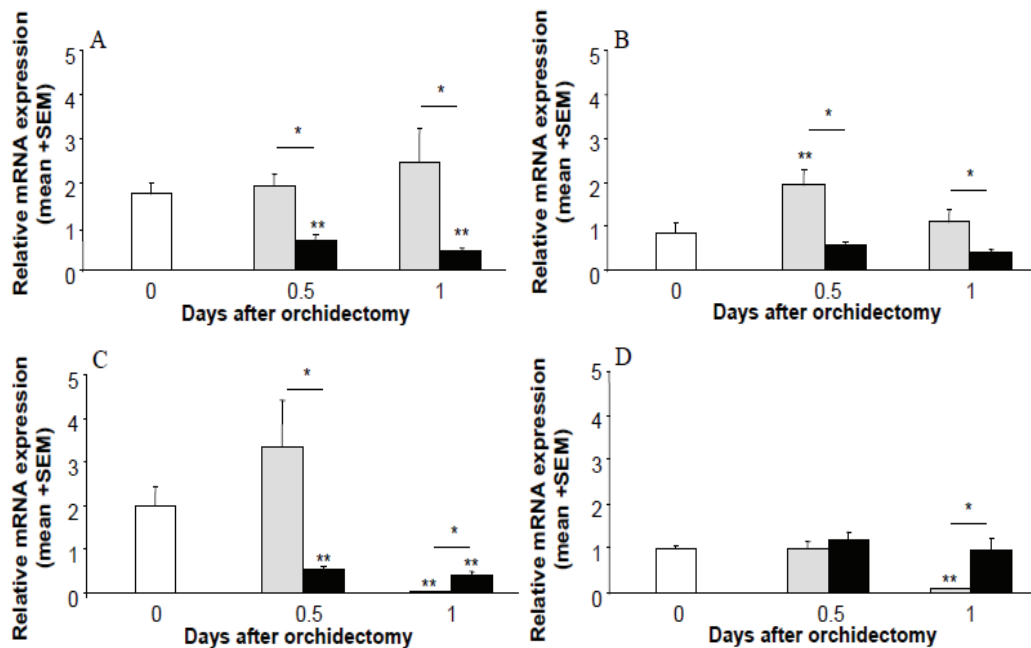 A
Relative mRNA expression
(mean +SEM)
5
4
3
2
1
0
*
*
**
**
0 0.5 1
Days after orchidectomy
B
Relative mRNA expression
(mean +SEM)
5
4
3
2
1
0
*
**
*
0 0.5 1
Days after orchidectomy
C
Relative mRNA expression
(mean +SEM)
5
4
3
2
1
0
*
**
*
** **
0 0.5 1
Days after orchidectomy
D
Relative mRNA expression
(mean +SEM)
5
4
3
2
1
0
*
**
0 0.5 1
Days after orchidectomy